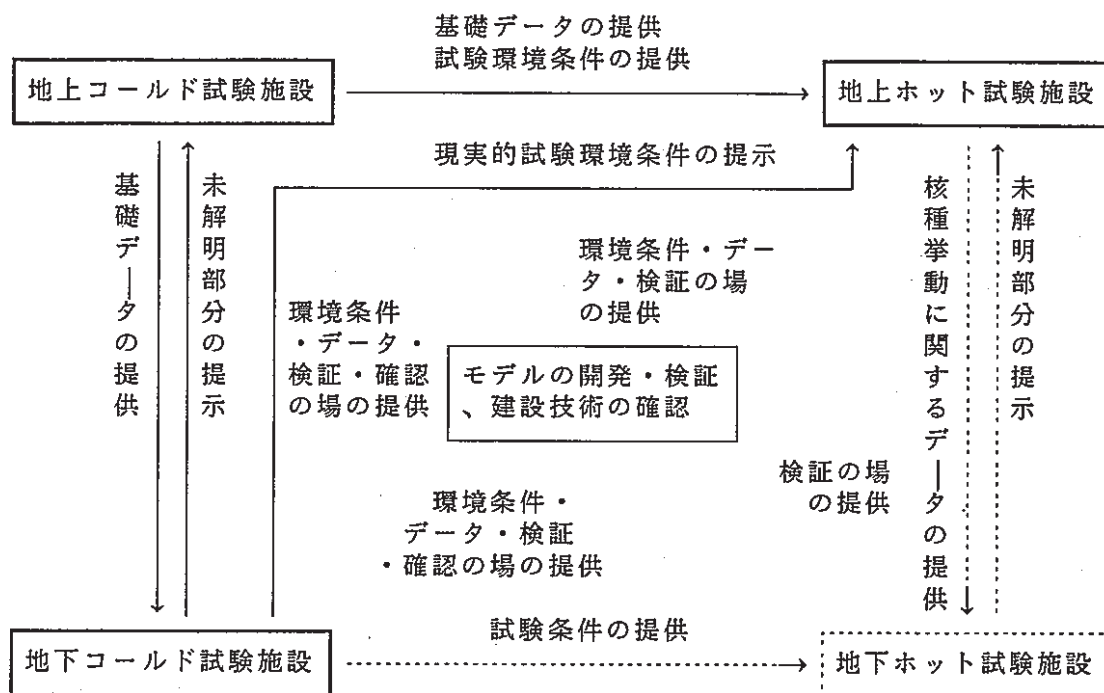 基礎データの提供
試験環境条件の提供
地上コールド試験施設
地上ホット試験施設
現実的試験環境条件の提示
基礎データの提供
未解明部分の提示
環境条件
・データ・
検証・確認
の場の提供
環境条件・デー
タ・検証の場
の提供
モデルの開発・検証
、建設技術の確認
核種挙動に関するデータの提供
未解明部分の提示
検証の場
の提供
環境条件・
データ・検証
・確認の場の提供
試験条件の提供
地下コールド試験施設
地下ホット試験施設